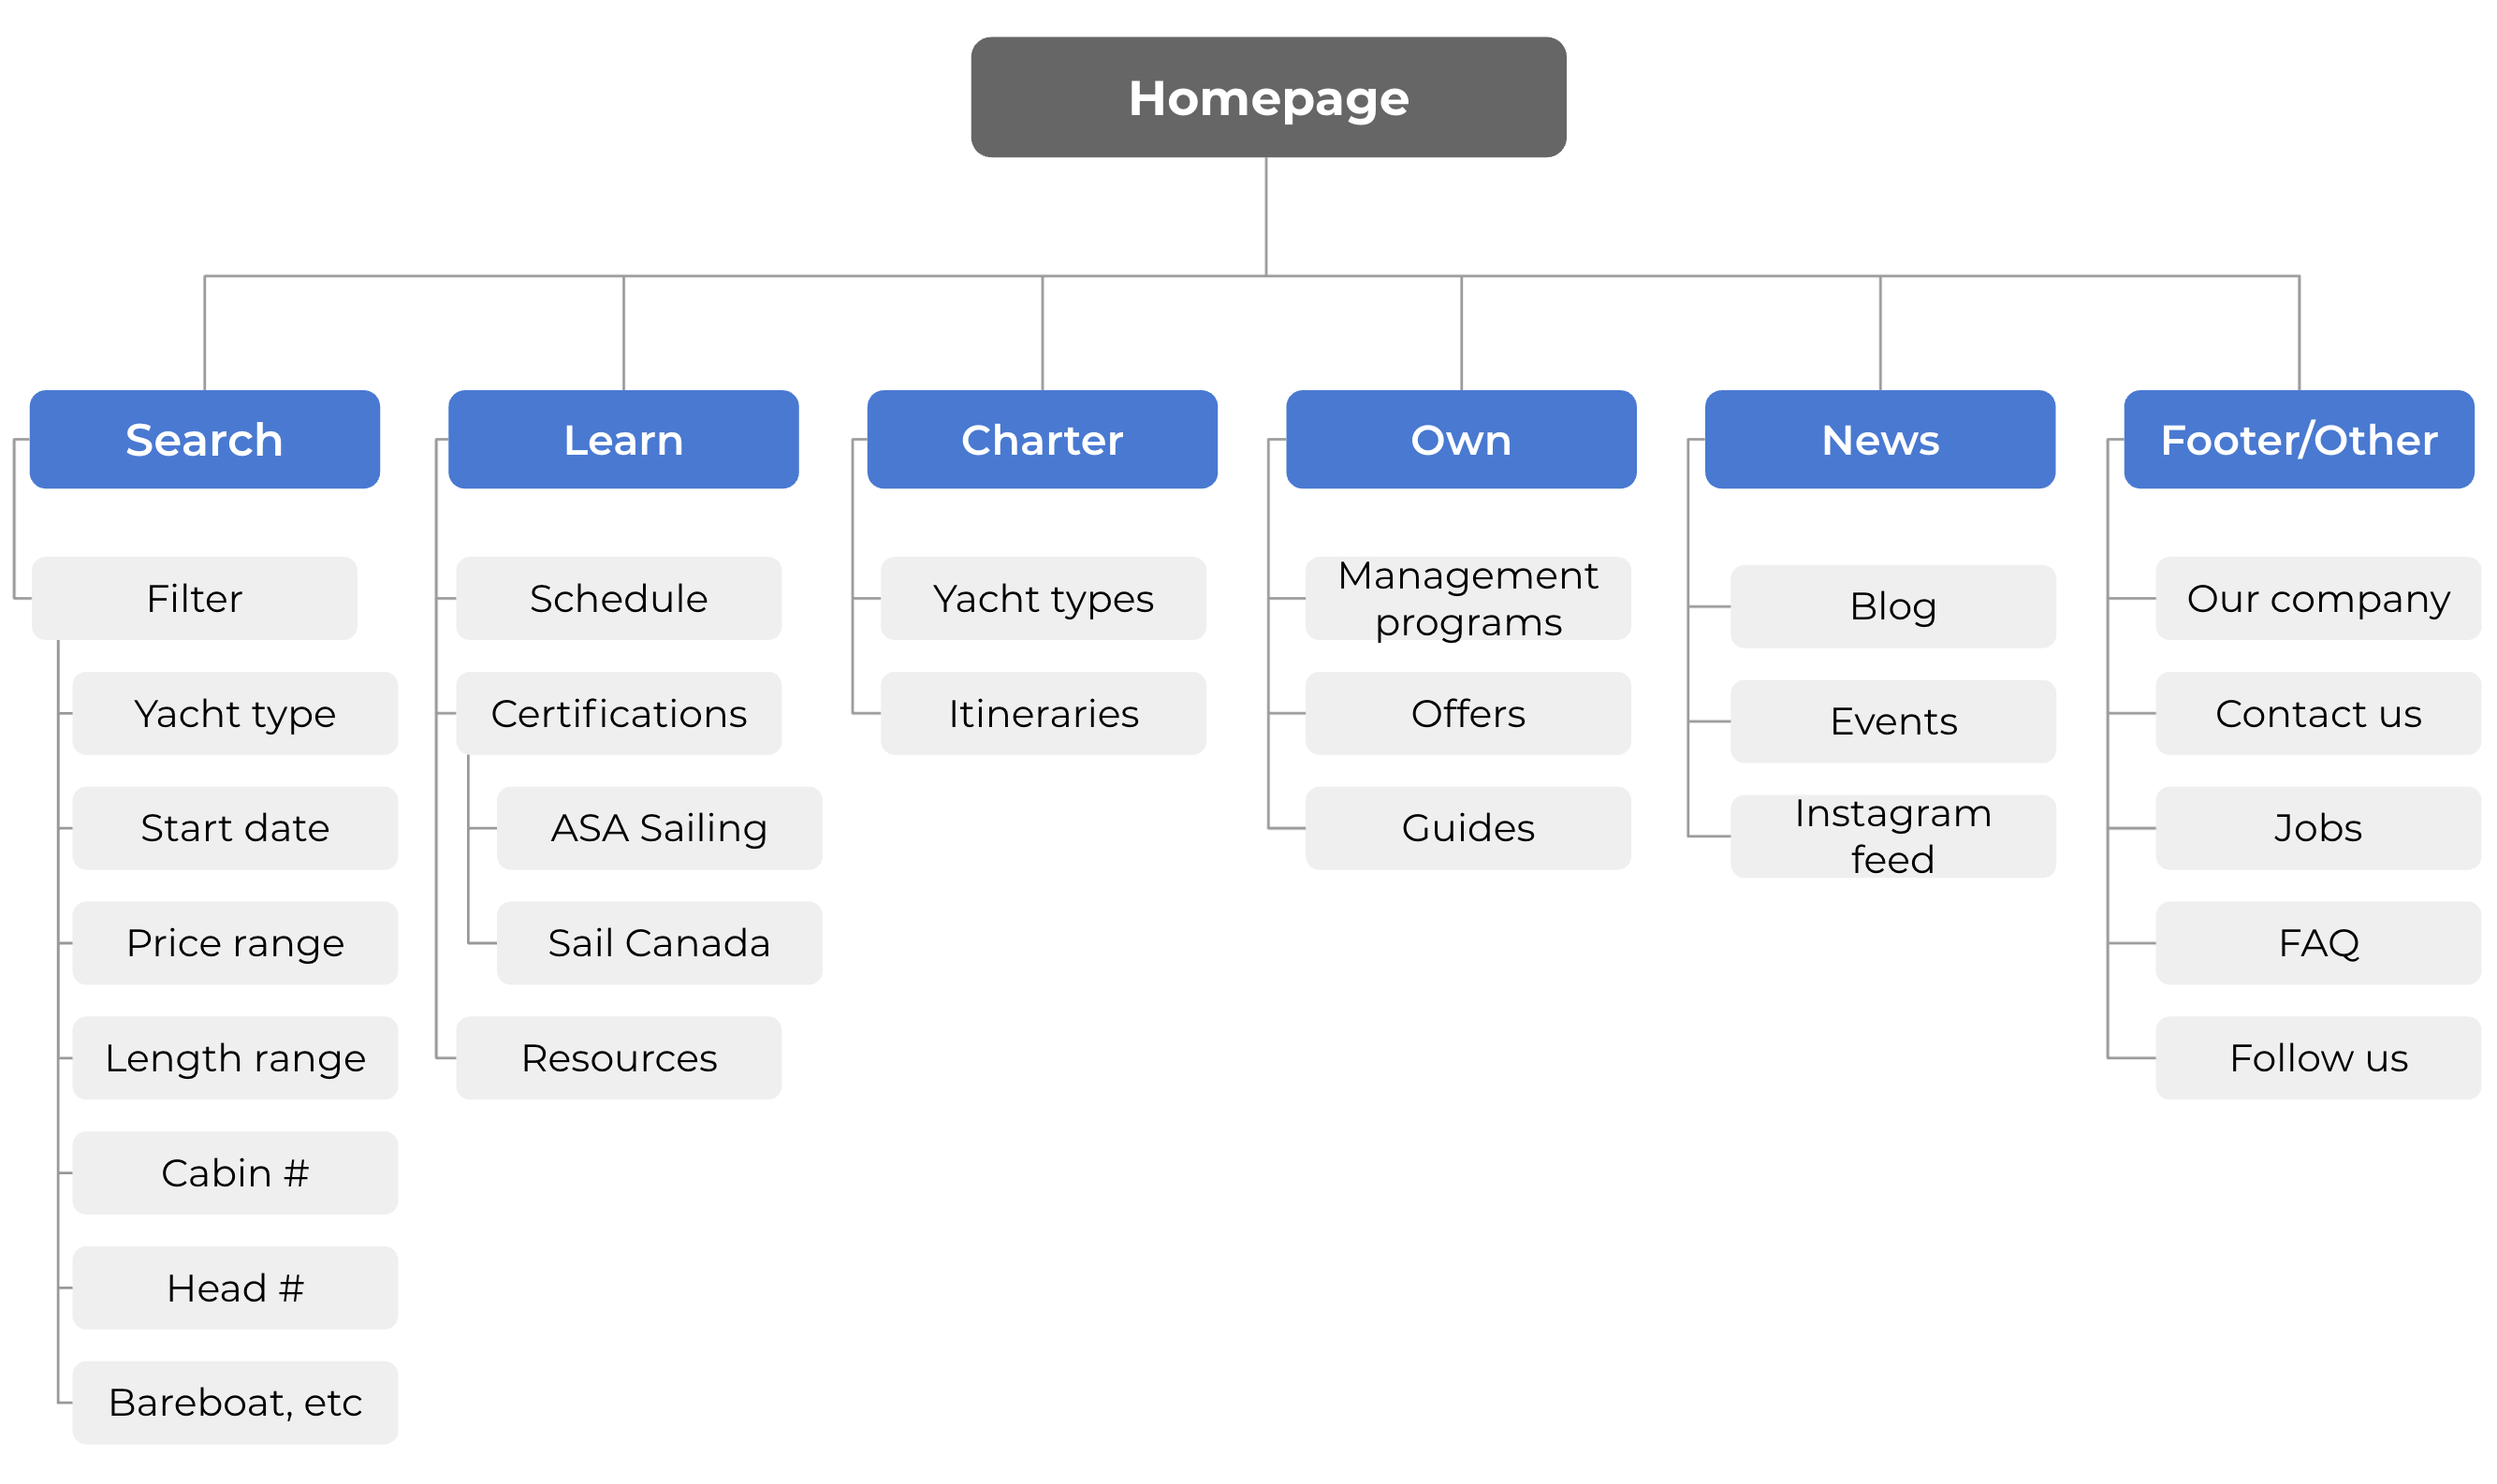 Homepage
Search
Learn
Charter
Own
News
Footer/Other
Filter
Yacht type
Start date
Price range
Length range
Cabin #
Head #
Bareboat, etc
Schedule
Certifications
ASA Sailing
Sail Canada
Resources
Yacht types
Itineraries
Management
programs
Offers
Guides
Blog
Events
Instagram
feed
Our company
Contact us
Jobs
FAQ
Follow us